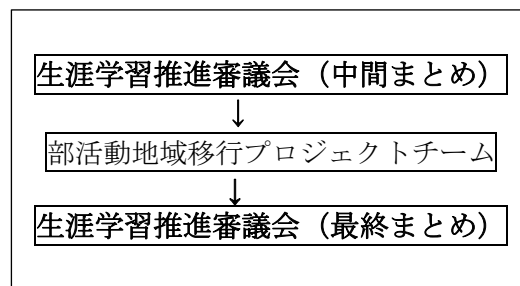 生涯学習推進審議会（中間まとめ）
↓
部活動地域移行プロジェクトチーム
↓
生涯学習推進審議会（最終まとめ）